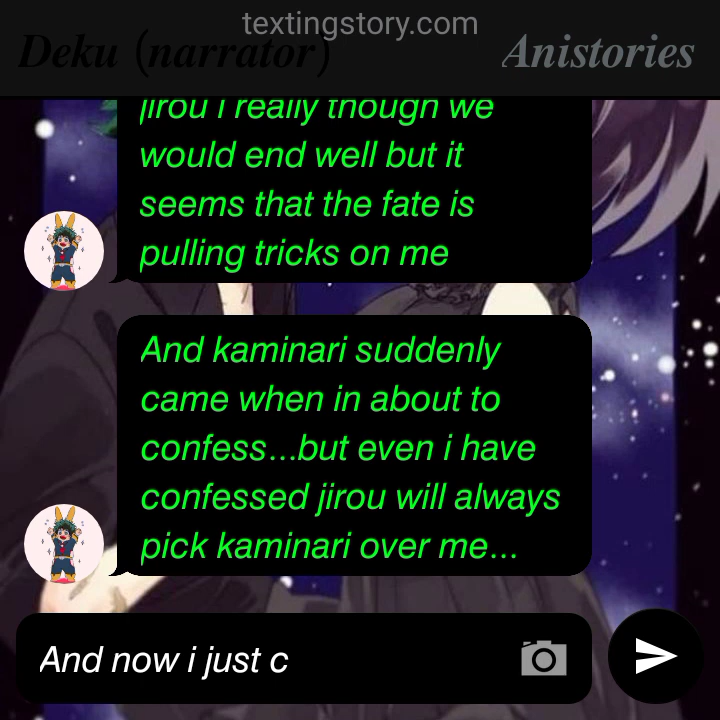 textingstory.com
Deku (narrator)
Anistories
jirou i really though we
would end well but it
seems that the fate is
pulling tricks on me
And kaminari suddenly
came when in about to
confess...but even i have
confessed jirou will always
pick kaminari over me...
And now i just c